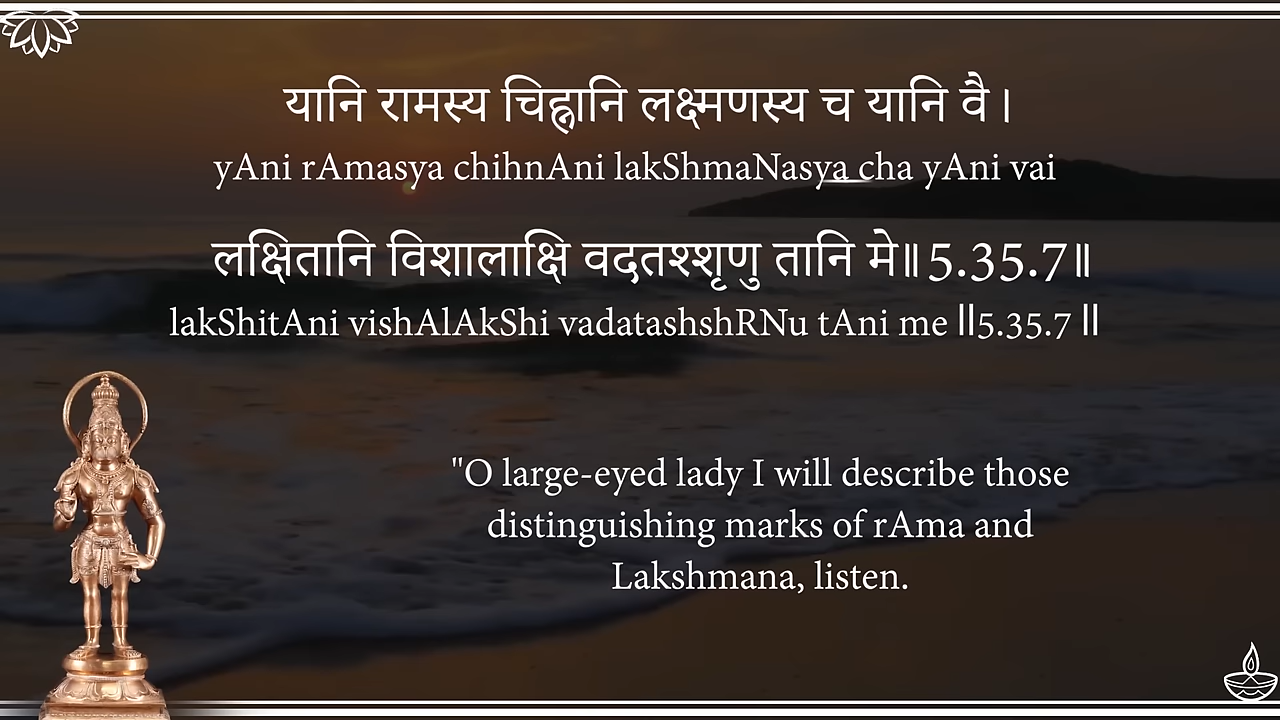 यानि रामस्य चिह्नानि लक्ष्मणस्य च यानि वै।
yAni rAmasya chihnAni lakShmaNasya cha yAni vai
लक्षितानि विशालाक्षि वदतश्शृणु तानि मे॥5.35.7॥
lakShitAni vishAlAkShi vadatashshRNu tAni me ||5.35.7 ||
"O large-eyed lady I will describe those
distinguishing marks of rAma and
Lakshmana, listen.